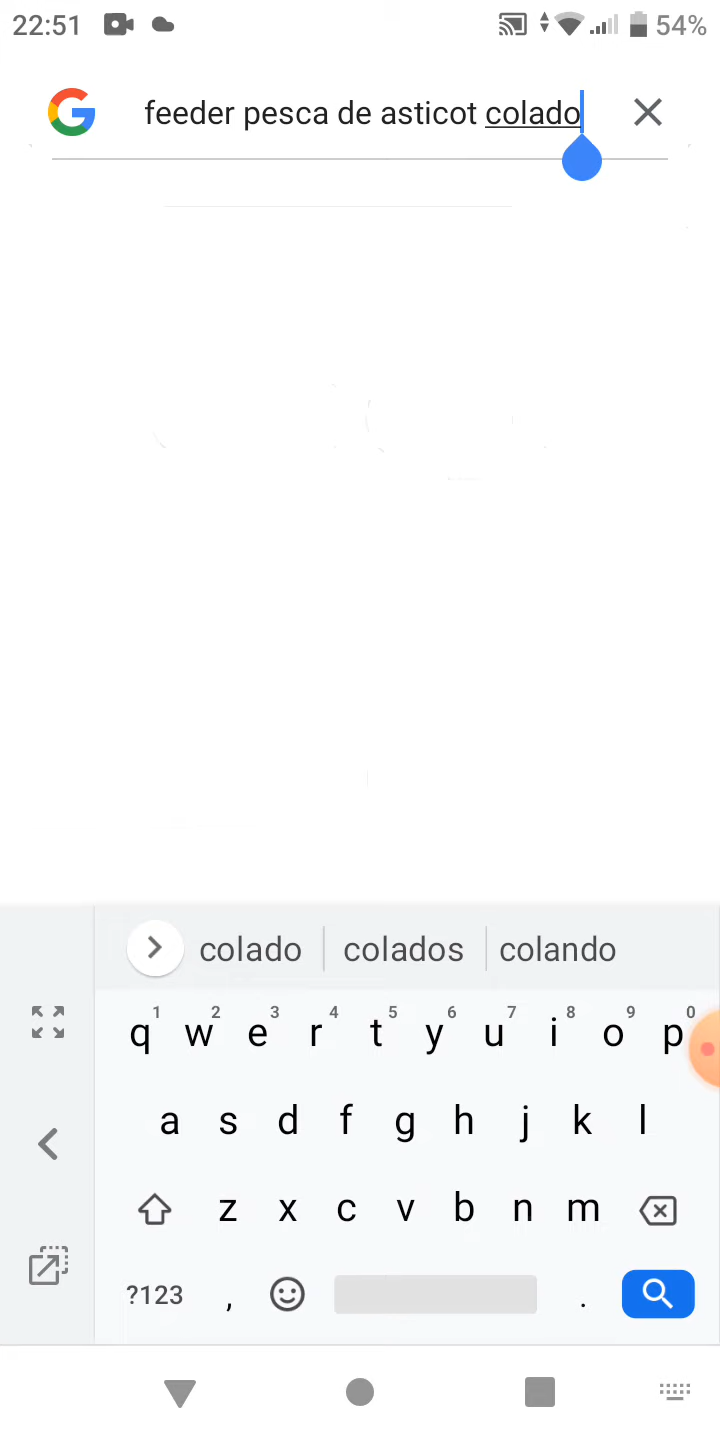 22:51 54%
feeder pesca de asticot colado
colado colados colando
1 2 3 4 5 6 7 8 9 0
q w e r t y u i o p
a s d f g h j k l
z x c v b n m
?123 , .